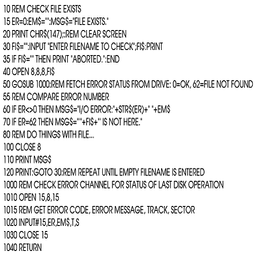 10 REM CHECK FILE EXISTS
15 ER=0:EM$="":MSG$="FILE EXISTS."
20 PRINT CHR$(147);:REM CLEAR SCREEN
30 FI$="":INPUT "ENTER FILENAME TO CHECK";FI$:PRINT
35 IF FI$="" THEN PRINT "ABORTED.":END
40 OPEN 8,8,8,FI$
50 GOSUB 1000:REM FETCH ERROR STATUS FROM DRIVE: 0=OK, 62=FILE NOT FOUND
55 REM COMPARE ERROR NUMBER
60 IF ER<>0 THEN MSG$="I/O ERROR:"+STR$(ER)+" "+EM$
70 IF ER=62 THEN MSG$="'"+FI$+"' IS NOT HERE."
80 REM DO THINGS WITH FILE...
100 CLOSE 8
110 PRINT MSG$
120 PRINT:GOTO 30:REM REPEAT UNTIL EMPTY FILENAME IS ENTERED
1000 REM CHECK ERROR CHANNEL FOR STATUS OF LAST DISK OPERATION
1010 OPEN 15,8,15
1015 REM GET ERROR CODE, ERROR MESSAGE, TRACK, SECTOR
1020 INPUT#15,ER,EM$,T,S
1030 CLOSE 15
1040 RETURN